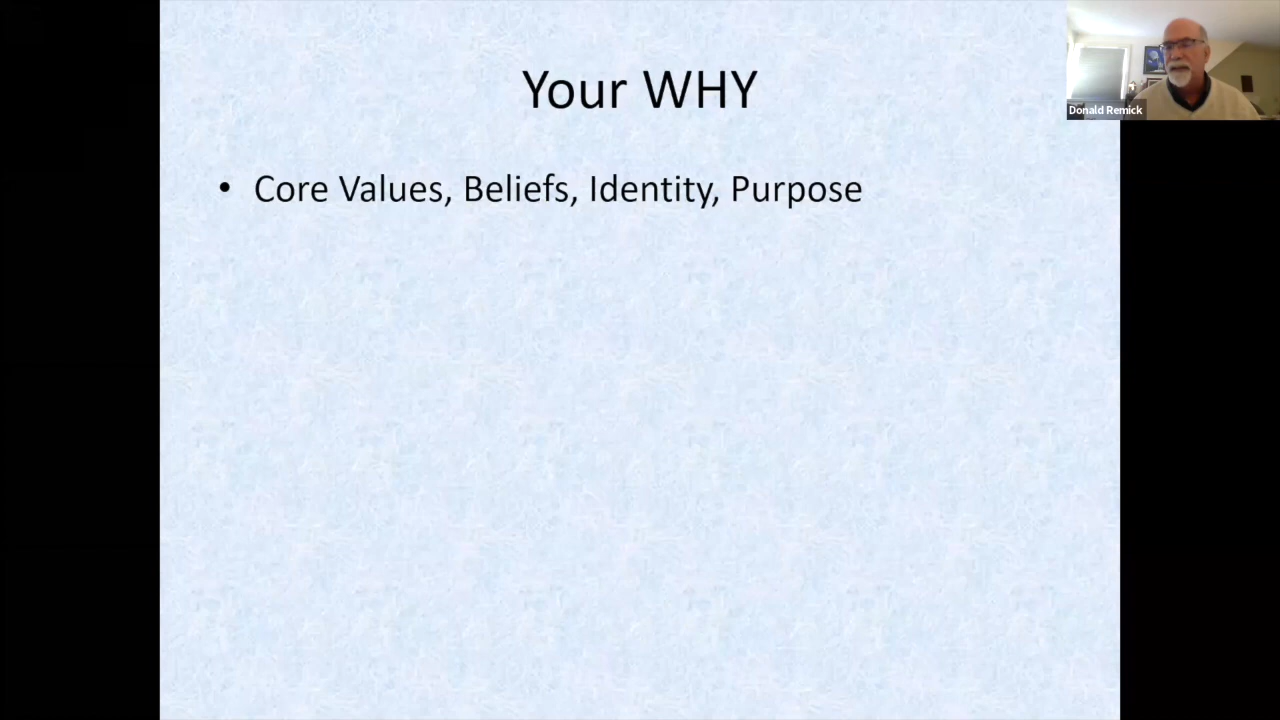 Your WHY
• Core Values, Beliefs, Identity, Purpose
Donald Remick